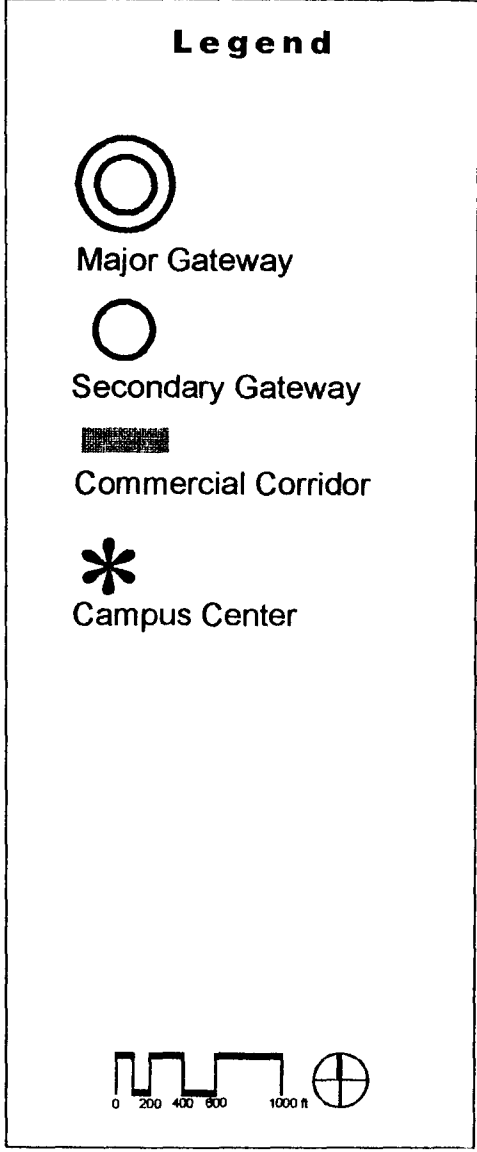 Legend
Major Gateway
Secondary Gateway
Commercial Corridor
Campus Center
0 200 400 600 1000 ft